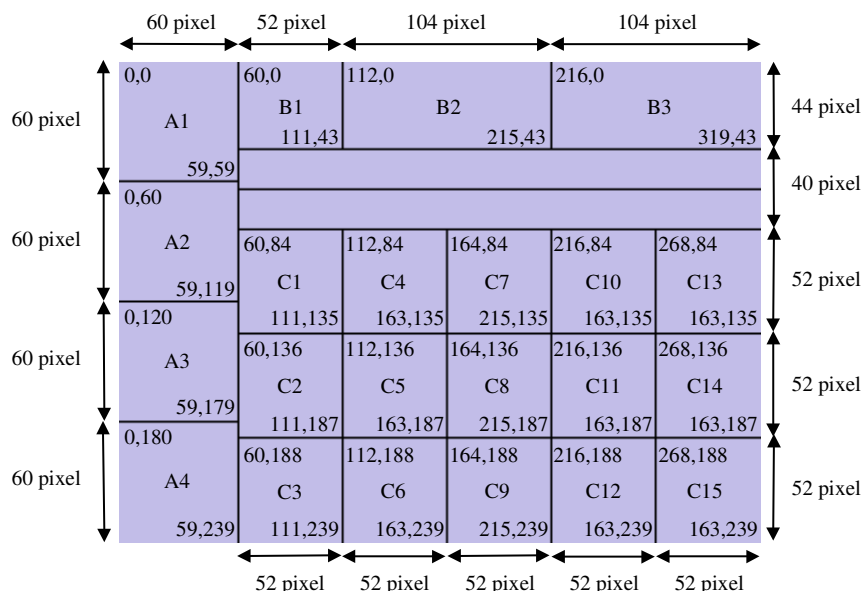 60 pixel 52 pixel 104 pixel 104 pixel
0,0 60,0 112,0 216,0
60 pixel A1 B1 B2 B3 44 pixel
111,43 215,43 319,43
59,59
40 pixel
0,60
60 pixel A2 60,84 112,84 164,84 216,84 268,84
59,119 C1 C4 C7 C10 C13 52 pixel
0,120 111,135 163,135 215,135 163,135 163,135
60 pixel A3 60,136 112,136 164,136 216,136 268,136
C2 C5 C8 C11 C14 52 pixel
59,179 111,187 163,187 215,187 163,187 163,187
0,180 60,188 112,188 164,188 216,188 268,188
60 pixel A4 C3 C6 C9 C12 C15 52 pixel
59,239 111,239 163,239 215,239 163,239 163,239
52 pixel 52 pixel 52 pixel 52 pixel 52 pixel